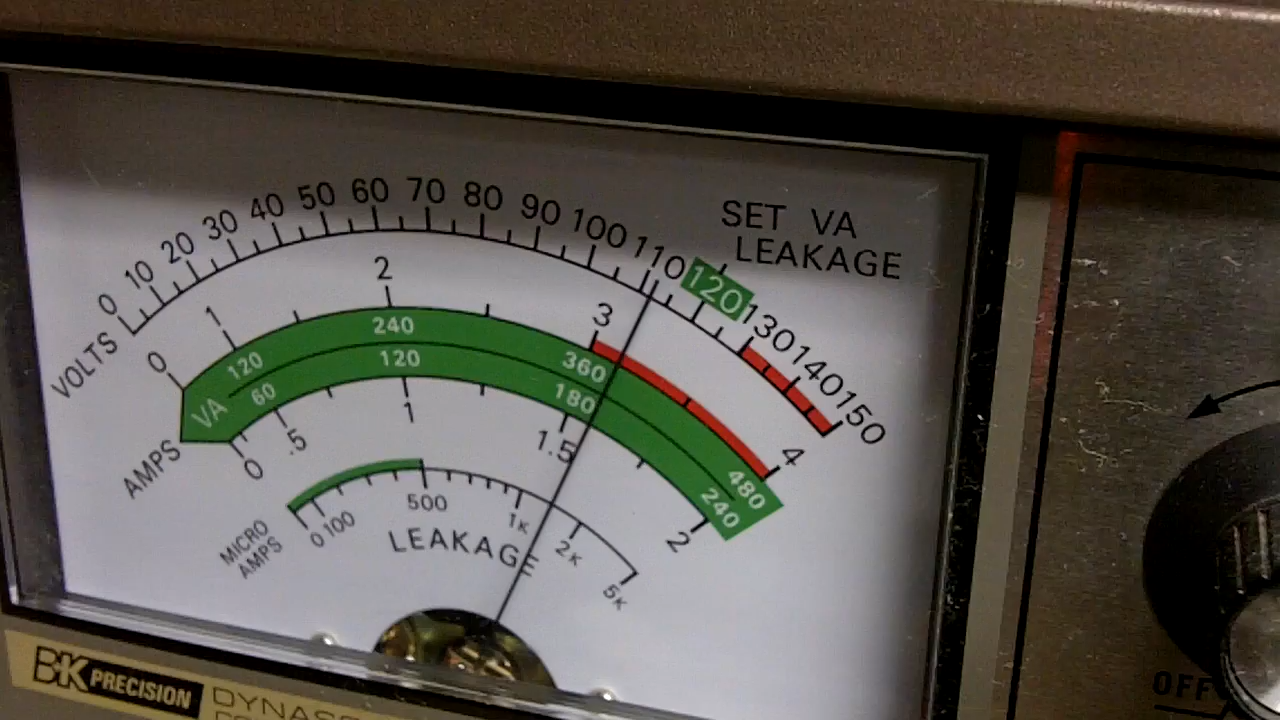 SET VA
LEAKAGE
0 10 20 30 40 50 60 70 80 90 100 110 120 130 140 150
VOLTS
0 1 2 3 4
120 240 360 480
VA
60 120 180 240
AMPS
0 .5 1 1.5 2
0 100 500 1K 2K 5K
MICRO
AMPS
LEAKAGE
BK PRECISION
OFF